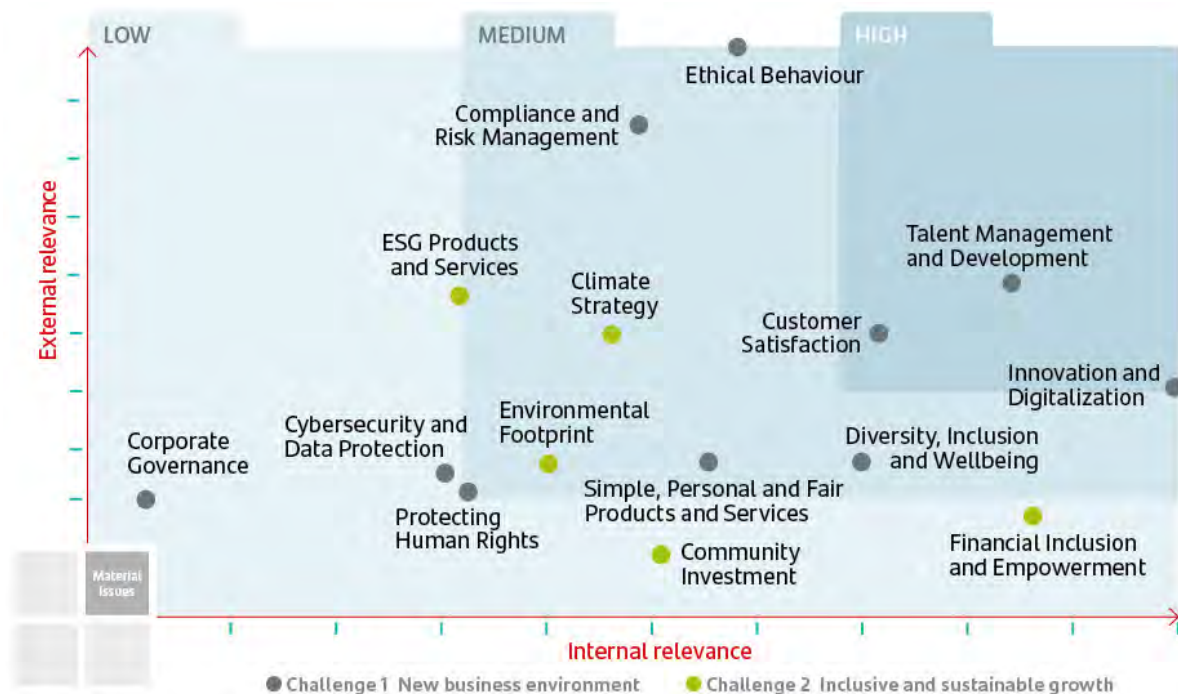 LOW
MEDIUM
HIGH
Ethical Behaviour
Compliance and
Risk Management
Talent Management
and Development
ESG Products
and Services
Climate
Strategy
Customer
Satisfaction
Innovation and
Digitalization
Environmental
Footprint
Cybersecurity and
Data Protection
Diversity, Inclusion
and Wellbeing
Corporate
Governance
Simple, Personal and Fair
Products and Services
Protecting
Human Rights
Community
Investment
Financial Inclusion
and Empowerment
External relevance
Material
issues
Internal relevance
Challenge 1 New business environment
Challenge 2 Inclusive and sustainable growth